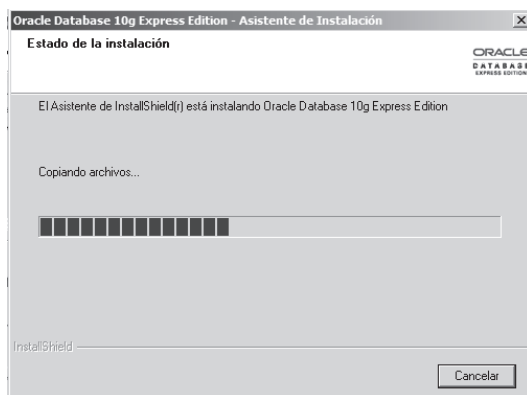 Oracle Database 10g Express Edition - Asistente de Instalación
Estado de la instalación
ORACLE
DATABASE
EXPRESS EDITION
El Asistente de InstallShield(r) está instalando Oracle Database 10g Express Edition
Copiando archivos...
InstallShield
Cancelar